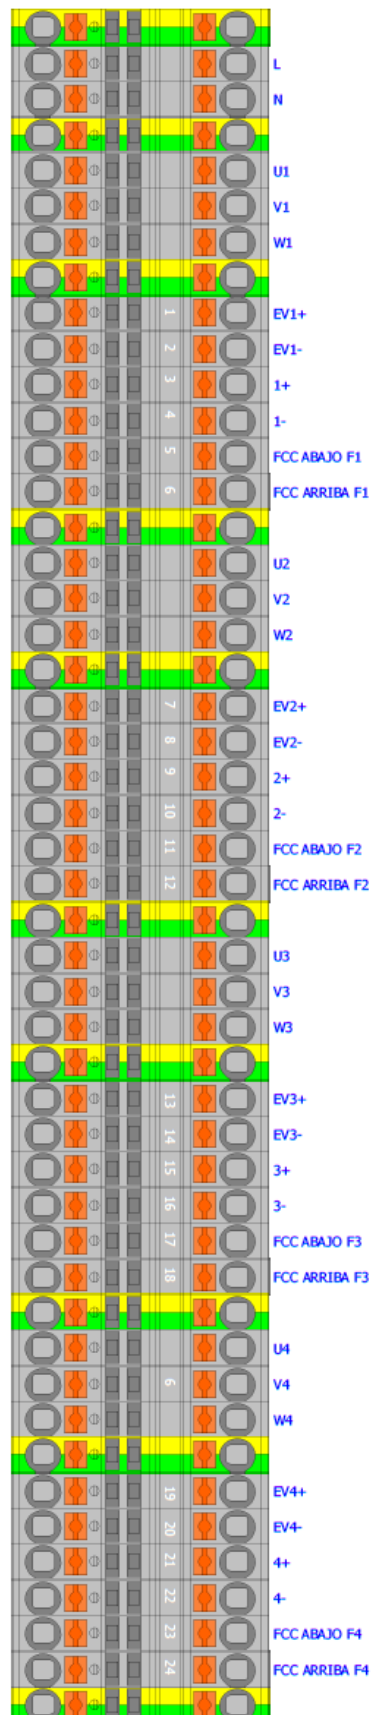 L
N
U1
V1
W1
1 EV1+
2 EV1-
3 1+
4 1-
5 FCC ABAJO F1
6 FCC ARRIBA F1
U2
V2
W2
7 EV2+
8 EV2-
9 2+
10 2-
11 FCC ABAJO F2
12 FCC ARRIBA F2
U3
V3
W3
13 EV3+
14 EV3-
15 3+
16 3-
17 FCC ABAJO F3
18 FCC ARRIBA F3
U4
6 V4
W4
19 EV4+
20 EV4-
21 4+
22 4-
23 FCC ABAJO F4
24 FCC ARRIBA F4